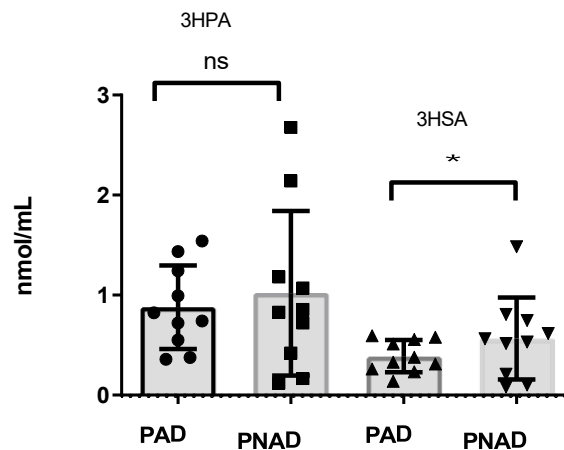 3HPA
ns
3HSA
*
nmol/mL
3
2
1
0
PAD
PNAD
PAD
PNAD